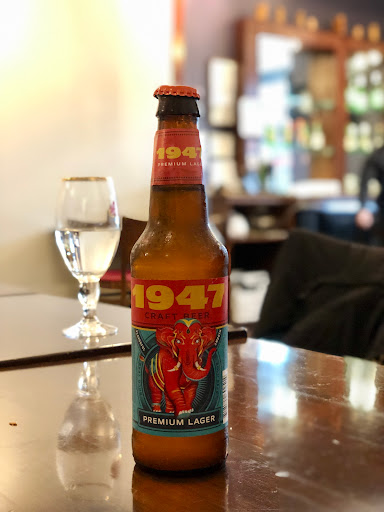 1947
PREMIUM LAGER
1947
CRAFT BEER
PREMIUM LAGER